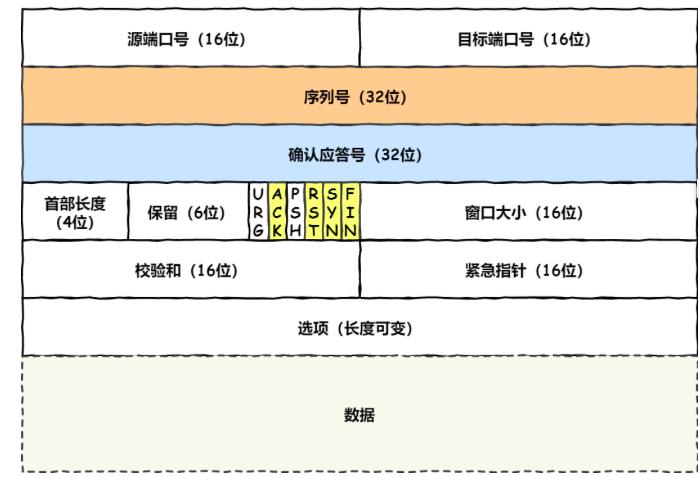 源端口号（16位）
目标端口号（16位）
序列号（32位）
确认应答号（32位）
首部长度
（4位）
保留（6位）
URG
ACK
PSH
RST
SYN
FIN
窗口大小（16位）
校验和（16位）
紧急指针（16位）
选项（长度可变）
数据